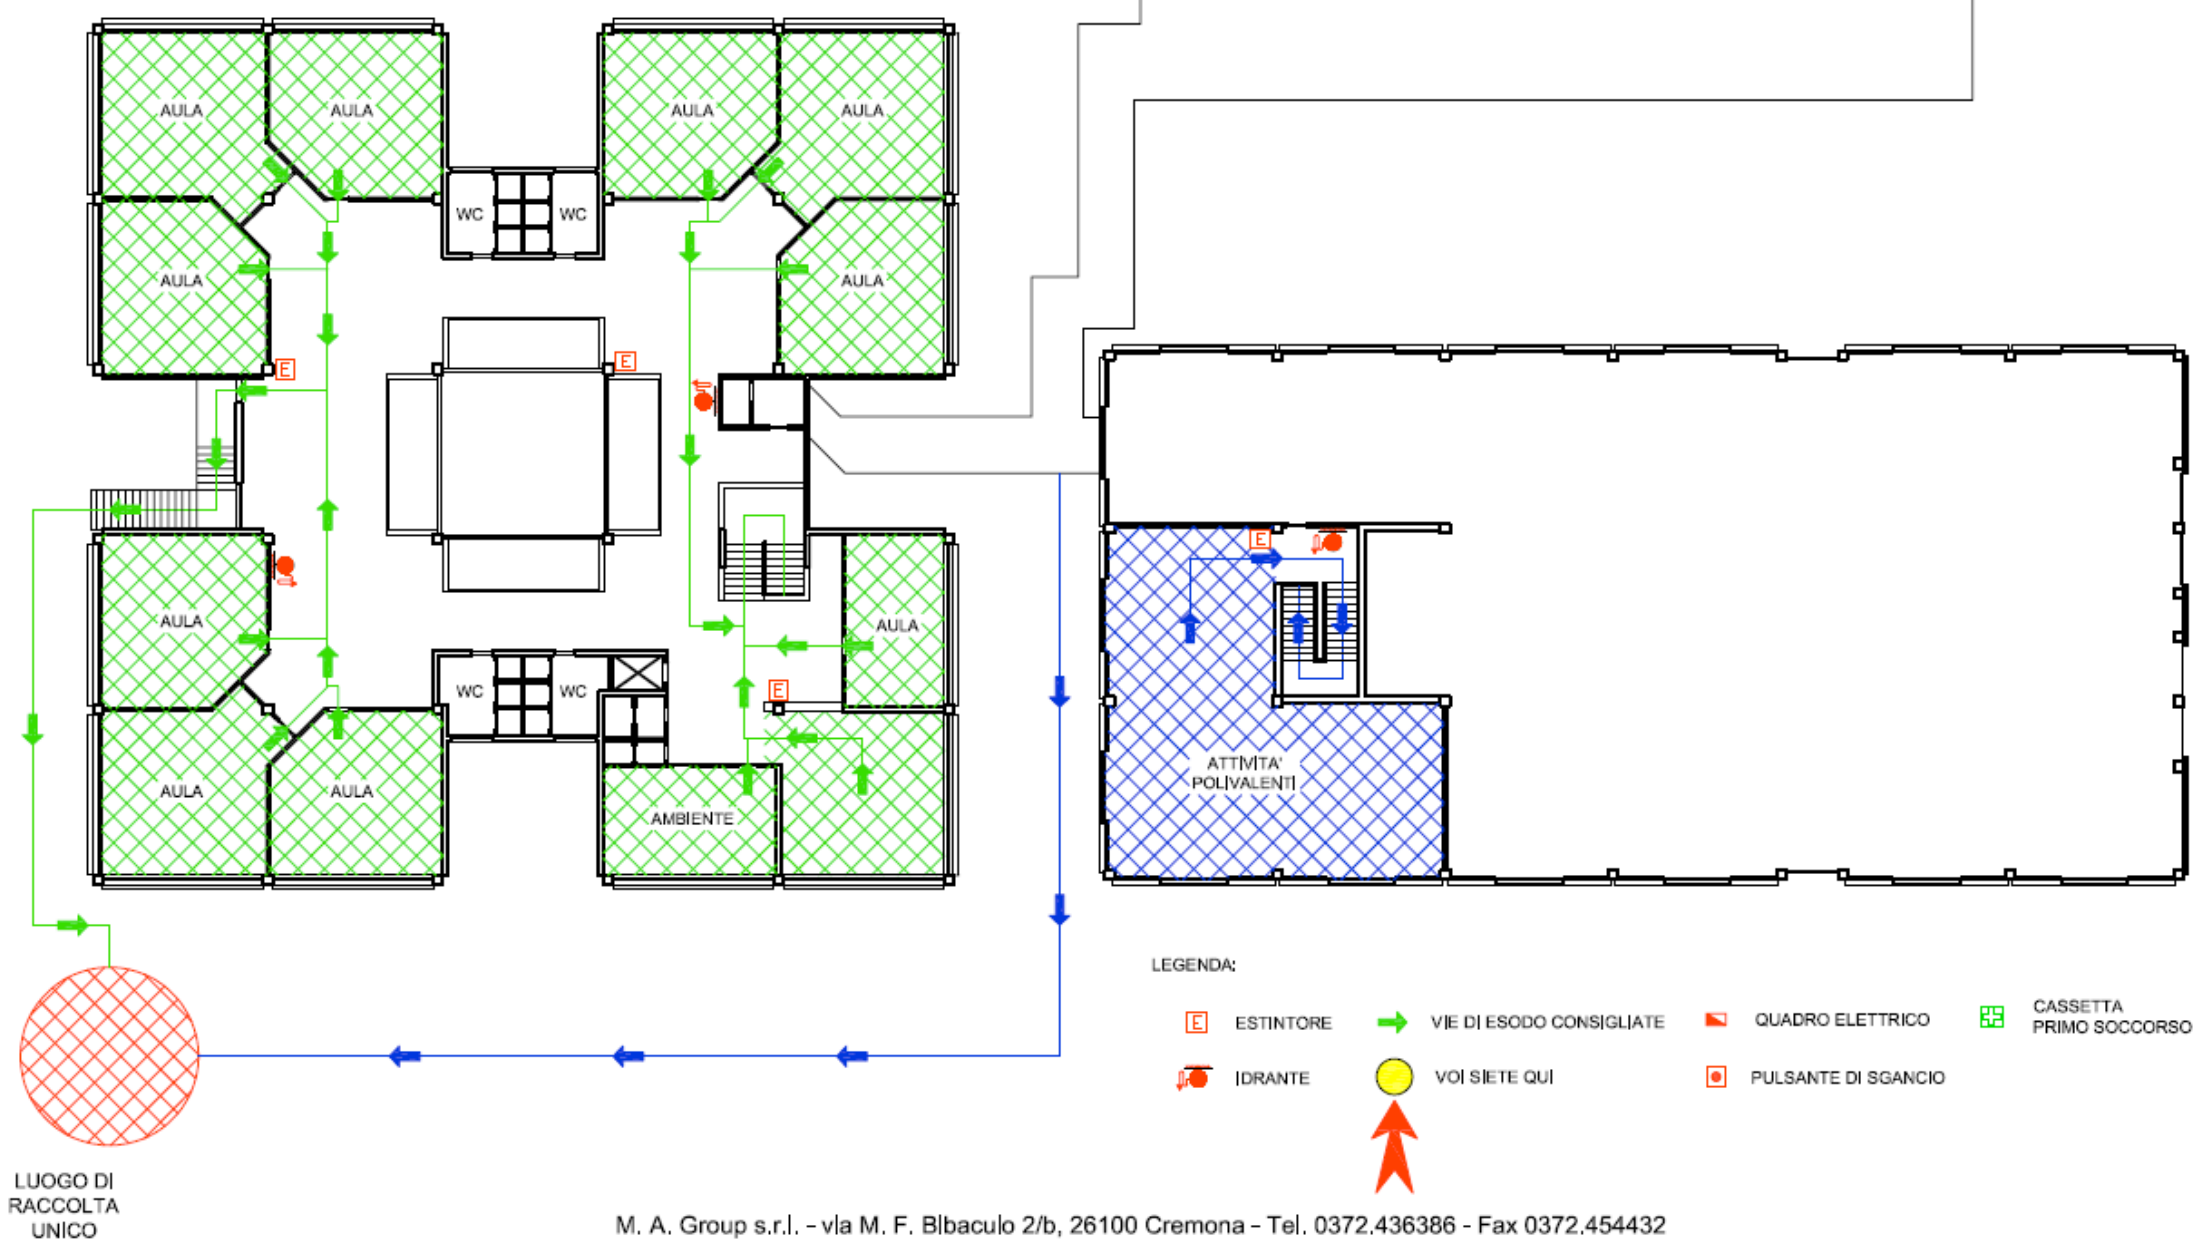 AULA
AULA
AULA
AULA
WC
WC
AULA
AULA
E
E
E
AULA
AULA
WC
WC
E
ATTIVITA'
POLIVALENTI
AULA
AULA
AMBIENTE
LEGENDA:
E ESTINTORE
VIE DI ESODO CONSIGLIATE
QUADRO ELETTRICO
CASSETTA
PRIMO SOCCORSO
IDRANTE
VOI SIETE QUI
PULSANTE DI SGANCIO
LUOGO DI
RACCOLTA
UNICO
M. A. Group s.r.l. - via M. F. Bibaculo 2/b, 26100 Cremona - Tel. 0372.436386 - Fax 0372.454432